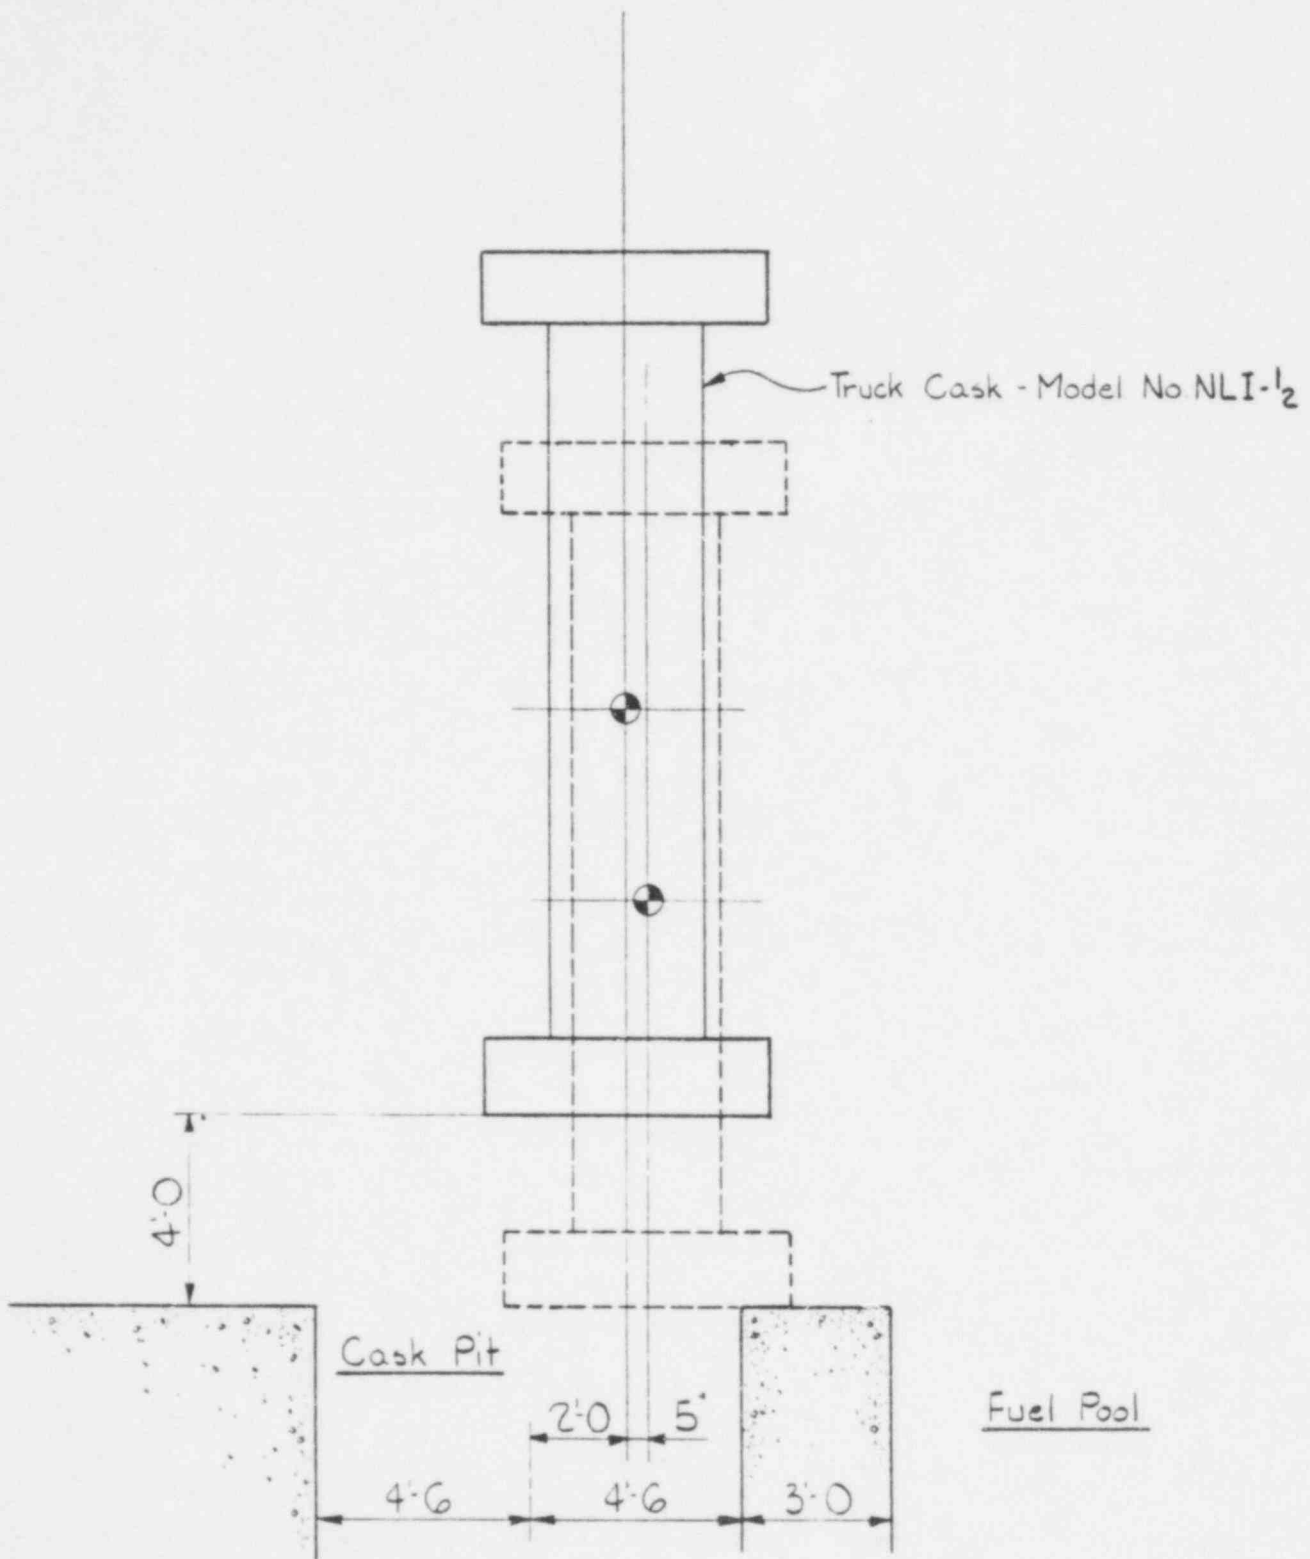 Truck Cask - Model No. NLI-1/2
4'-0
Cask Pit
2'-0 5"
Fuel Pool
4'-6 4'-6 3'-0